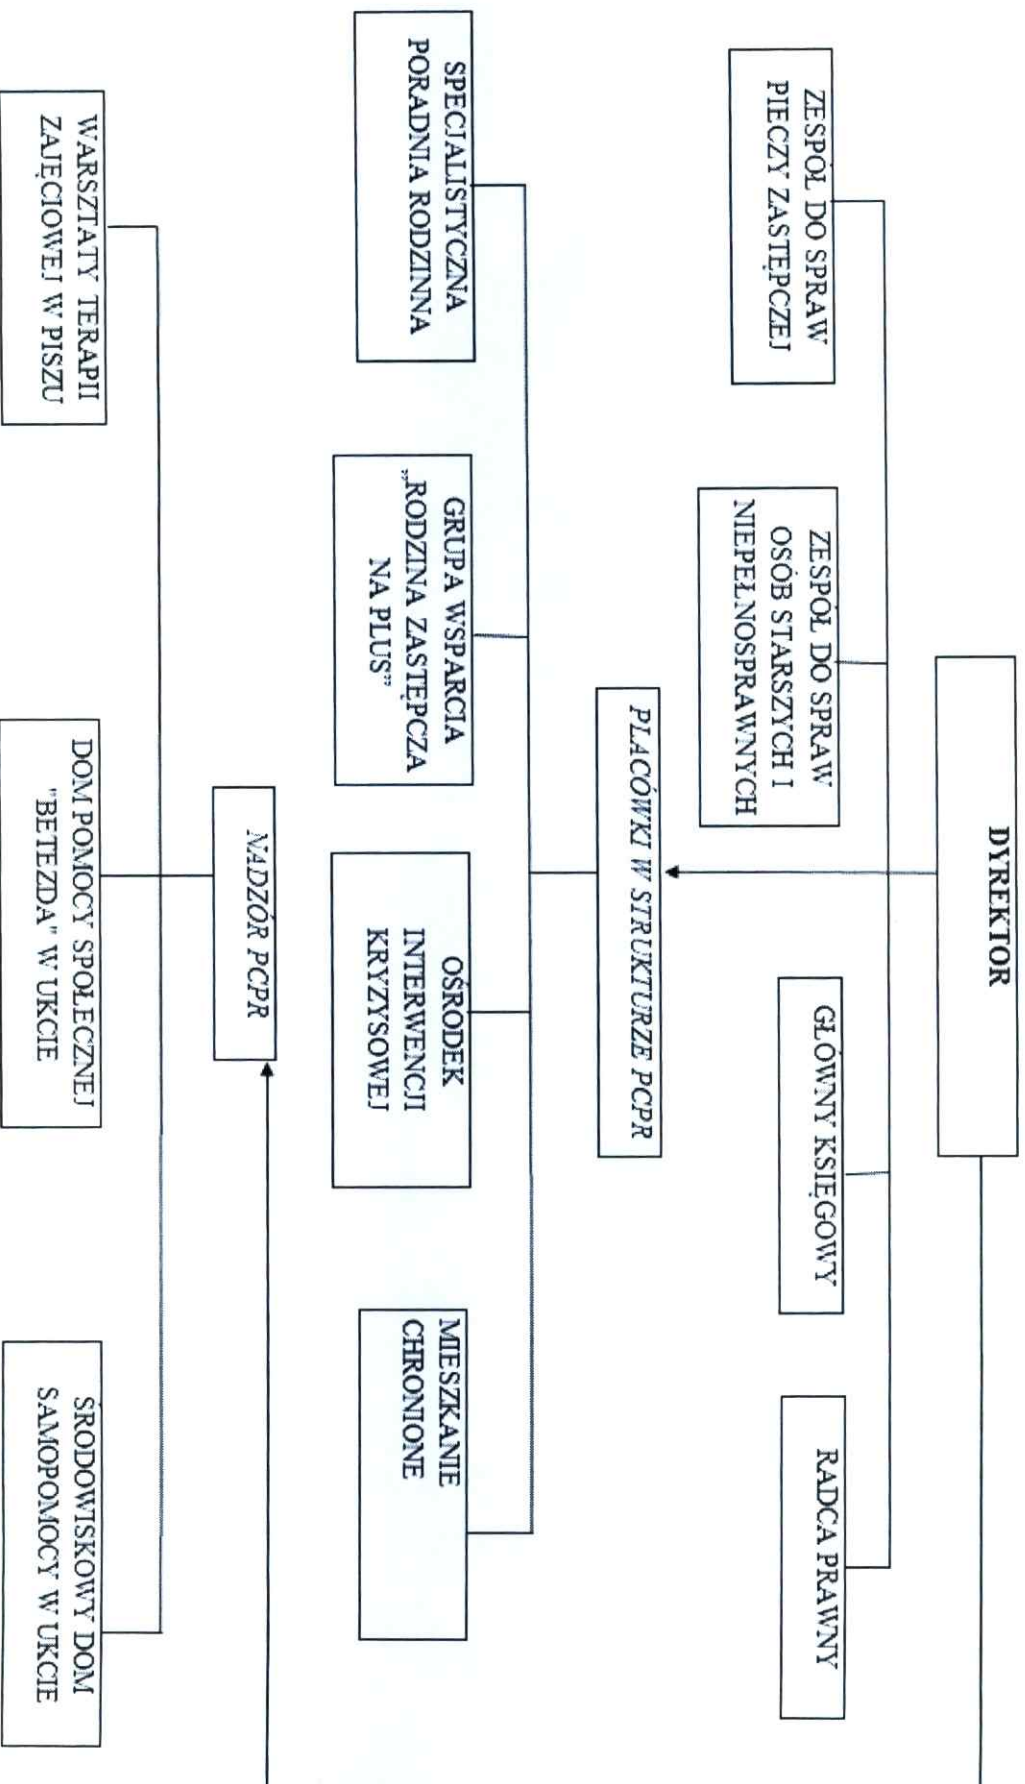 DYREKTOR
ZESPÓŁ DO SPRAW
PIECZY ZASTĘPCZEJ
ZESPÓŁ DO SPRAW
OSÓB STARSZYCH I
NIEPEŁNOSPRAWNYCH
GŁÓWNY KSIĘGOWY
RADCA PRAWNY
PLACÓWKI W STRUKTURZE PCPR
SPECJALISTYCZNA
PORADNIA RODZINNA
GRUPA WSPARCIA
„RODZINA ZASTĘPCZA
NA PLUS”
OŚRODEK
INTERWENCJI
KRYZYSOWEJ
MIESZKANIE
CHRONIONE
NADZÓR PCPR
WARSZTATY TERAPII
ZAJĘCIOWEJ W PISZU
DOM POMOCY SPOŁECZNEJ
"BETEZDA" W UKCIE
ŚRODOWISKOWY DOM
SAMOPOMOCY W UKCIE